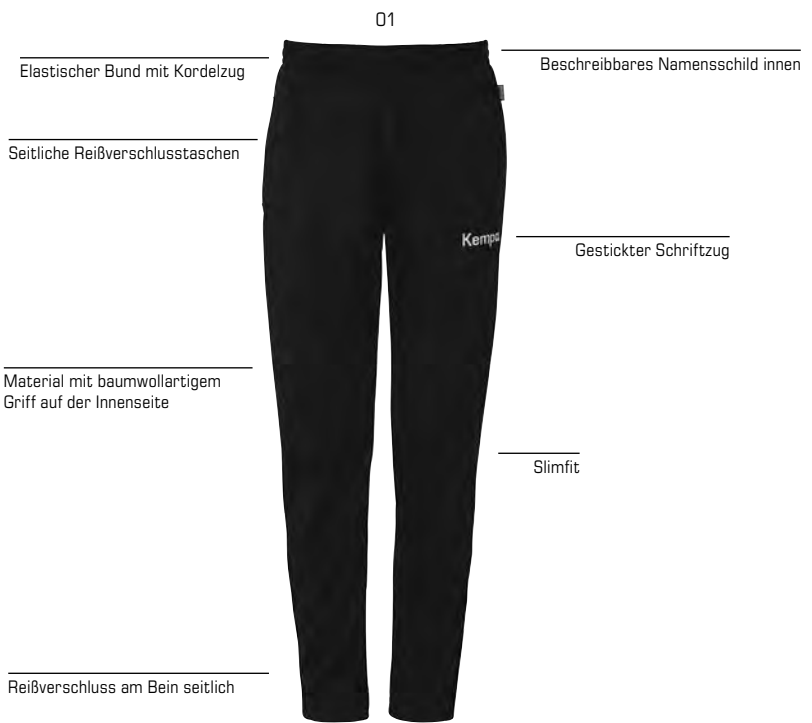 01
Elastischer Bund mit Kordelzug
Beschreibbares Namensschild innen
Seitliche Reißverschlusstaschen
Kempa
Gestickter Schriftzug
Material mit baumwollartigem
Griff auf der Innenseite
Slimfit
Reißverschluss am Bein seitlich